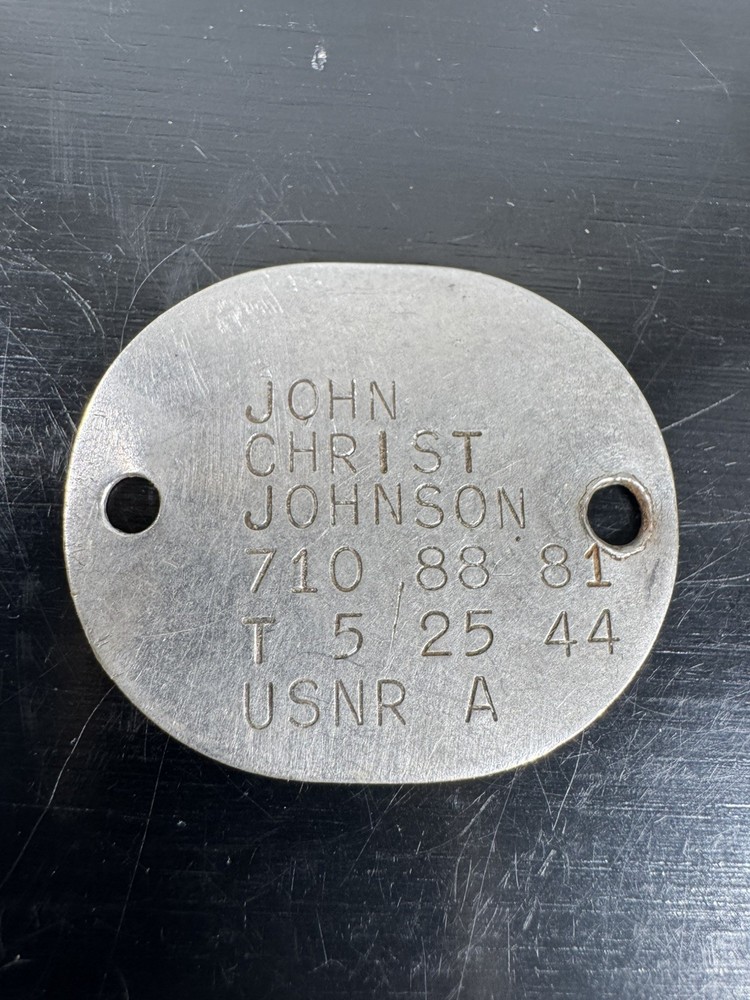 JOHN
CHRIST
JOHNSON
710 88 81
T 5 25 44
USNR A